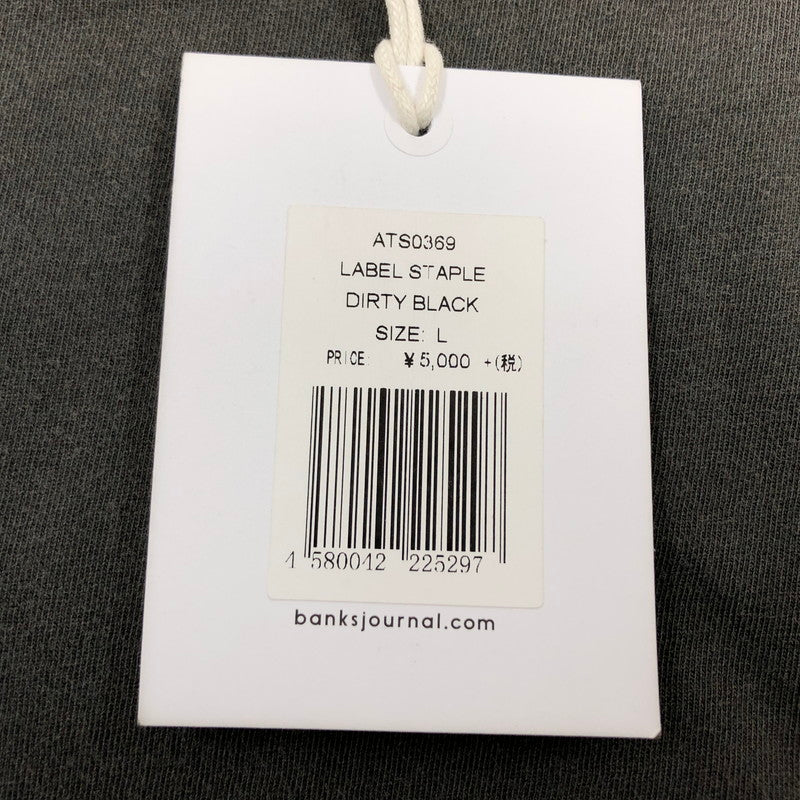 ATS0369
LABEL STAPLE
DIRTY BLACK
SIZE: L
PRICE: ¥5,000 +(税)
4 580042 225297
banksjournal.com